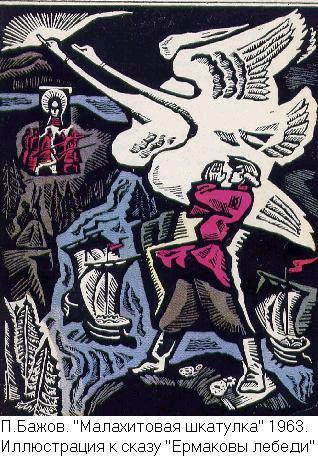 П.Бажов. "Малахитовая шкатулка" 1963.
Иллюстрация к сказу "Ермаковы лебеди"